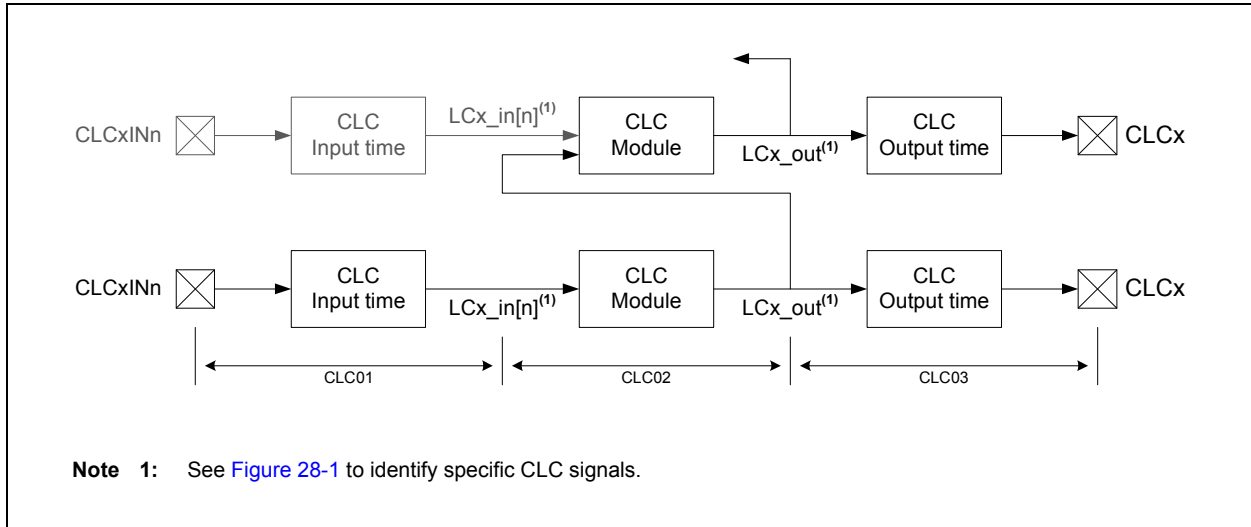 CLCxINn
CLC
Input time
LCx_in[n](1)
CLC
Module
LCx_out(1)
CLC
Output time
CLCx
CLCxINn
CLC
Input time
LCx_in[n](1)
CLC
Module
LCx_out(1)
CLC
Output time
CLCx
CLC01
CLC02
CLC03
Note 1: See Figure 28-1 to identify specific CLC signals.